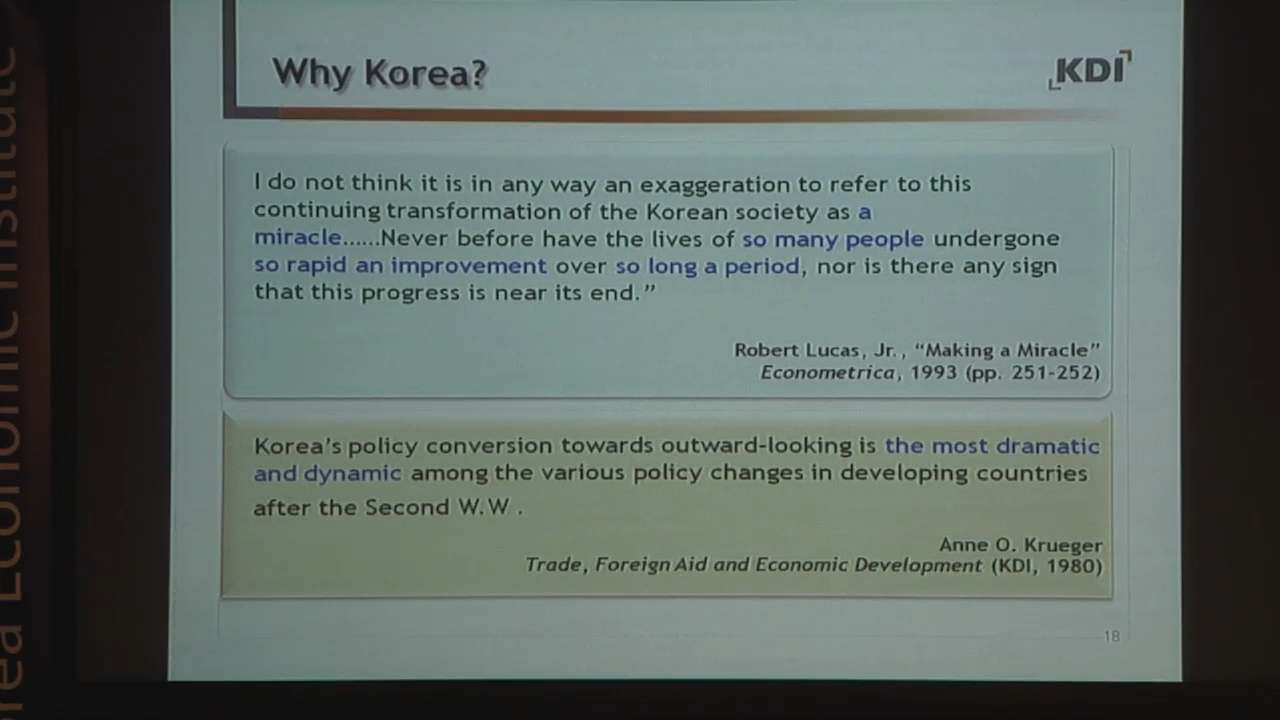 Why Korea?
KDI
I do not think it is in any way an exaggeration to refer to this
continuing transformation of the Korean society as a
miracle......Never before have the lives of so many people undergone
so rapid an improvement over so long a period, nor is there any sign
that this progress is near its end.”
Robert Lucas, Jr., “Making a Miracle”
Econometrica, 1993 (pp. 251-252)
Korea’s policy conversion towards outward-looking is the most dramatic
and dynamic among the various policy changes in developing countries
after the Second W.W .
Anne O. Krueger
Trade, Foreign Aid and Economic Development (KDI, 1980)
18
rea Economic Institute